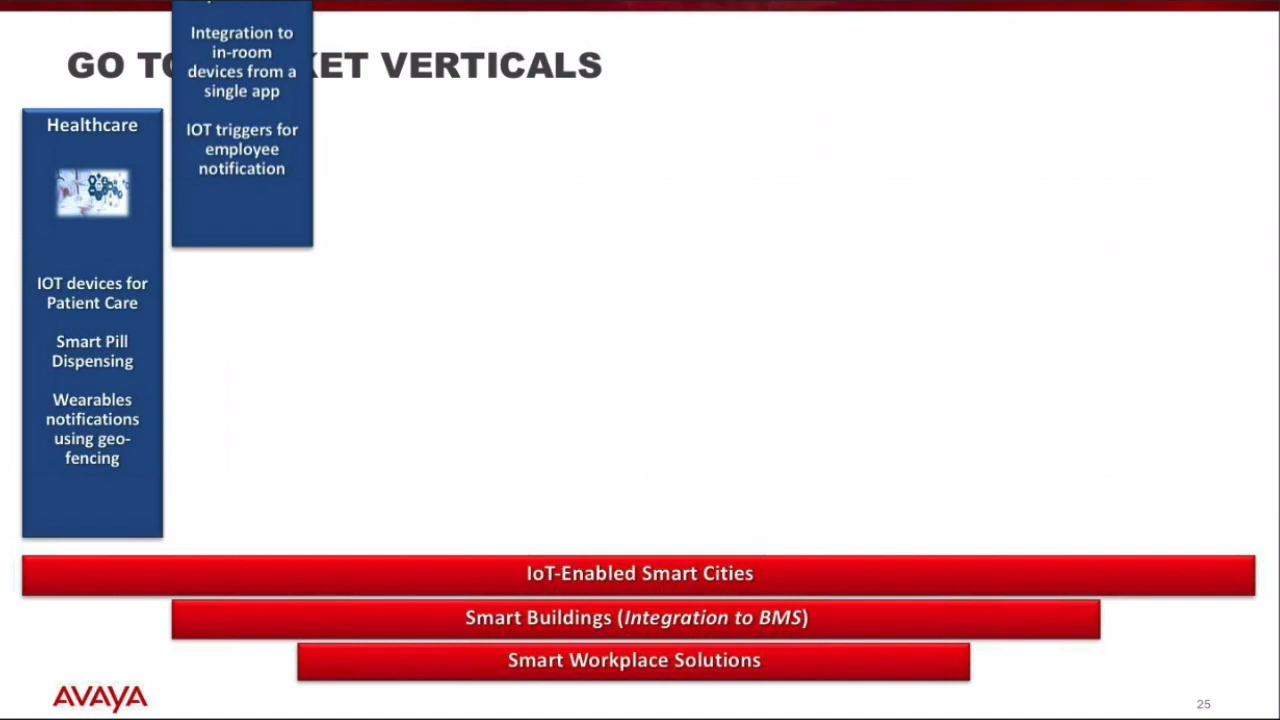 GO TO
KET VERTICALS
Integration to
in-room
devices from a
single app
IOT triggers for
employee
notification
Healthcare
IOT devices for
Patient Care
Smart Pill
Dispensing
Wearables
notifications
using geo-
fencing
IoT-Enabled Smart Cities
Smart Buildings (Integration to BMS)
Smart Workplace Solutions
AVAYA
25